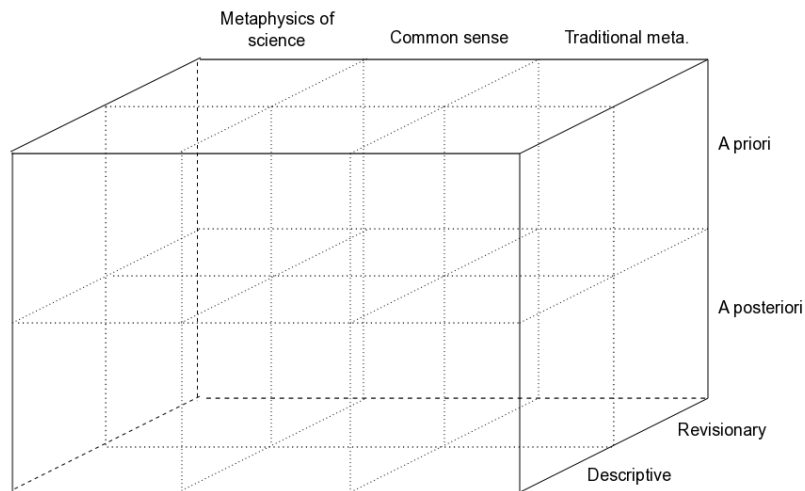 Metaphysics of
science
Common sense
Traditional meta.
A priori
A posteriori
Revisionary
Descriptive